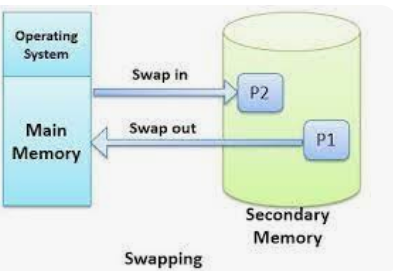 Operating
System
Swap in
P2
Main
Memory
Swap out
P1
Secondary
Memory
Swapping